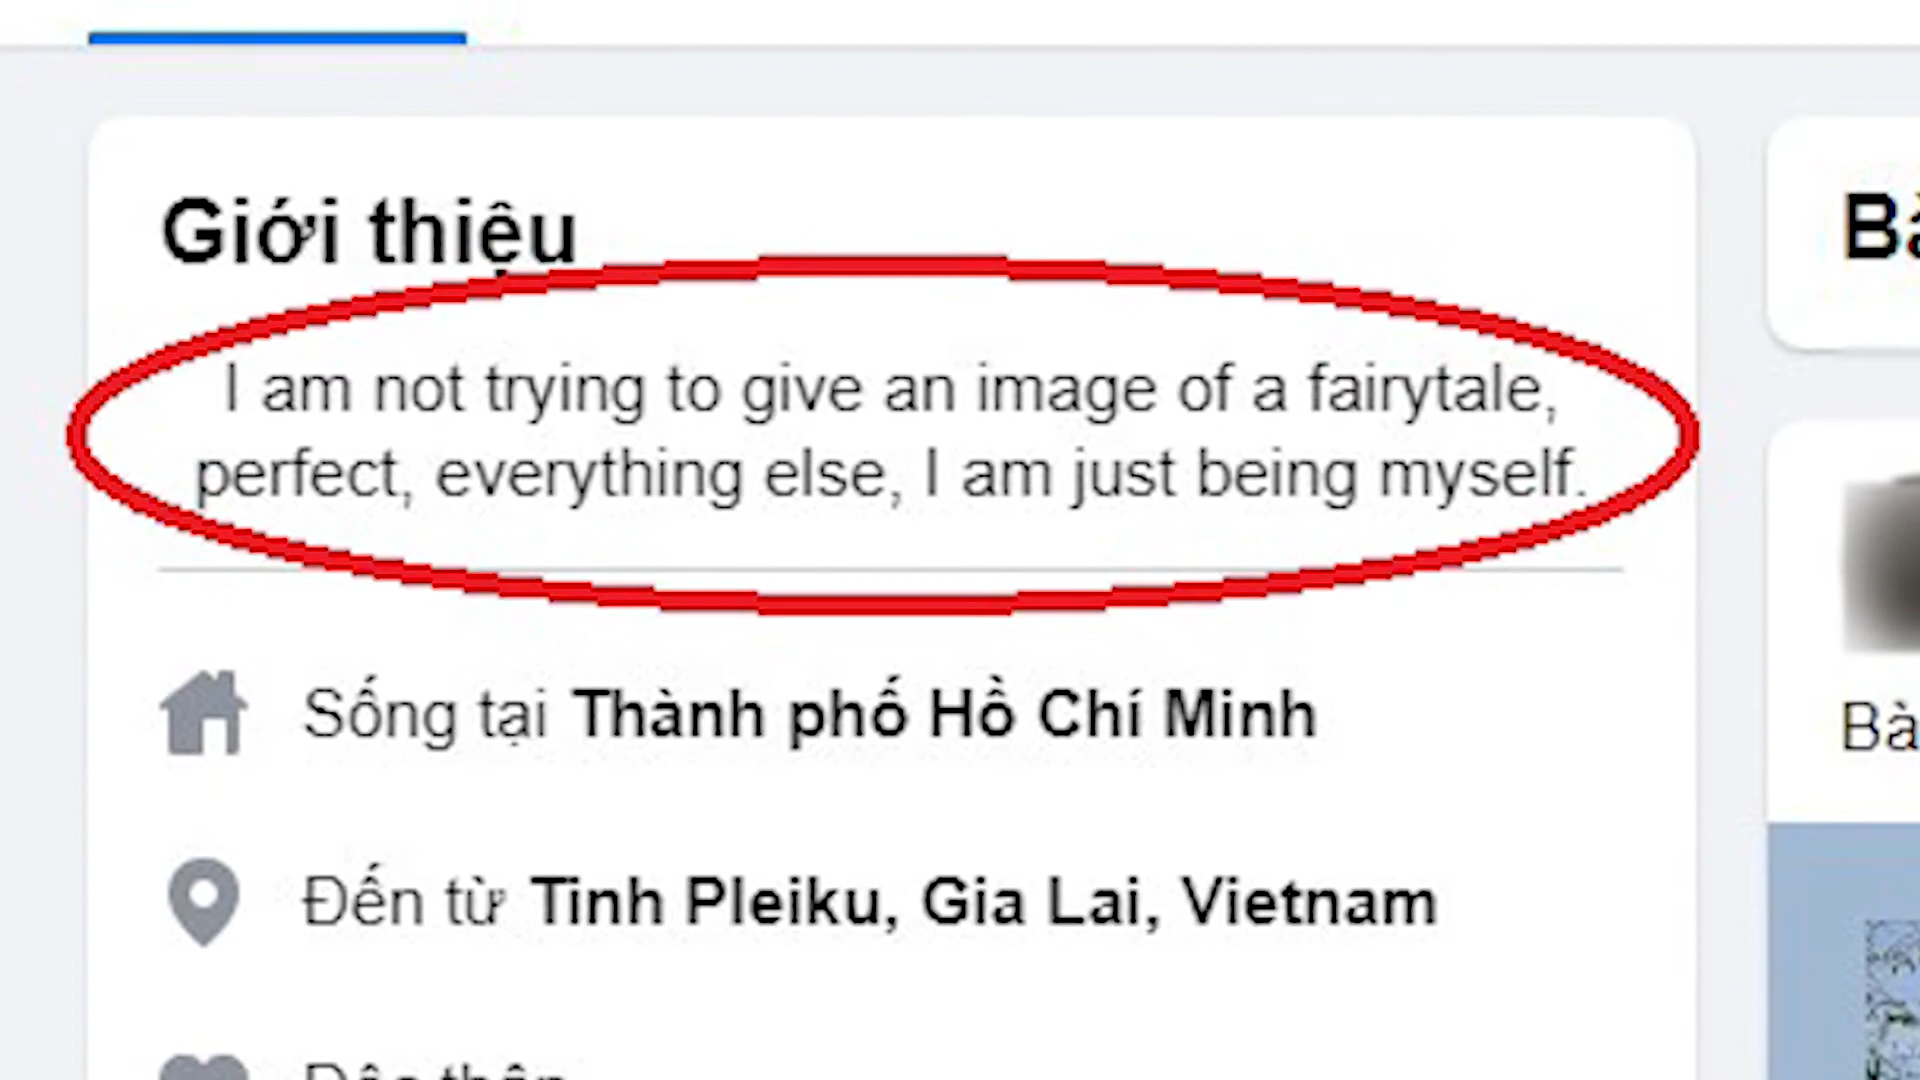 Giới thiệu
I am not trying to give an image of a fairytale,
perfect, everything else, I am just being myself.
Sống tại Thành phố Hồ Chí Minh
Đến từ Tinh Pleiku, Gia Lai, Vietnam